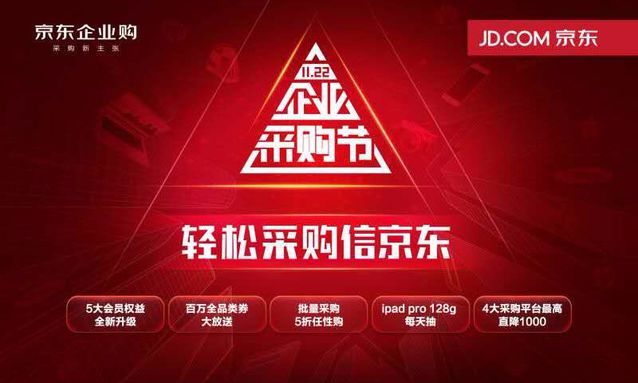 京东企业购
采购新主张
JD.COM 京东
11.22
企业
采购节
轻松采购信京东
5大会员权益
全新升级
百万全品类券
大放送
批量采购
5折任性购
ipad pro 128g
每天抽
4大采购平台最高
直降1000